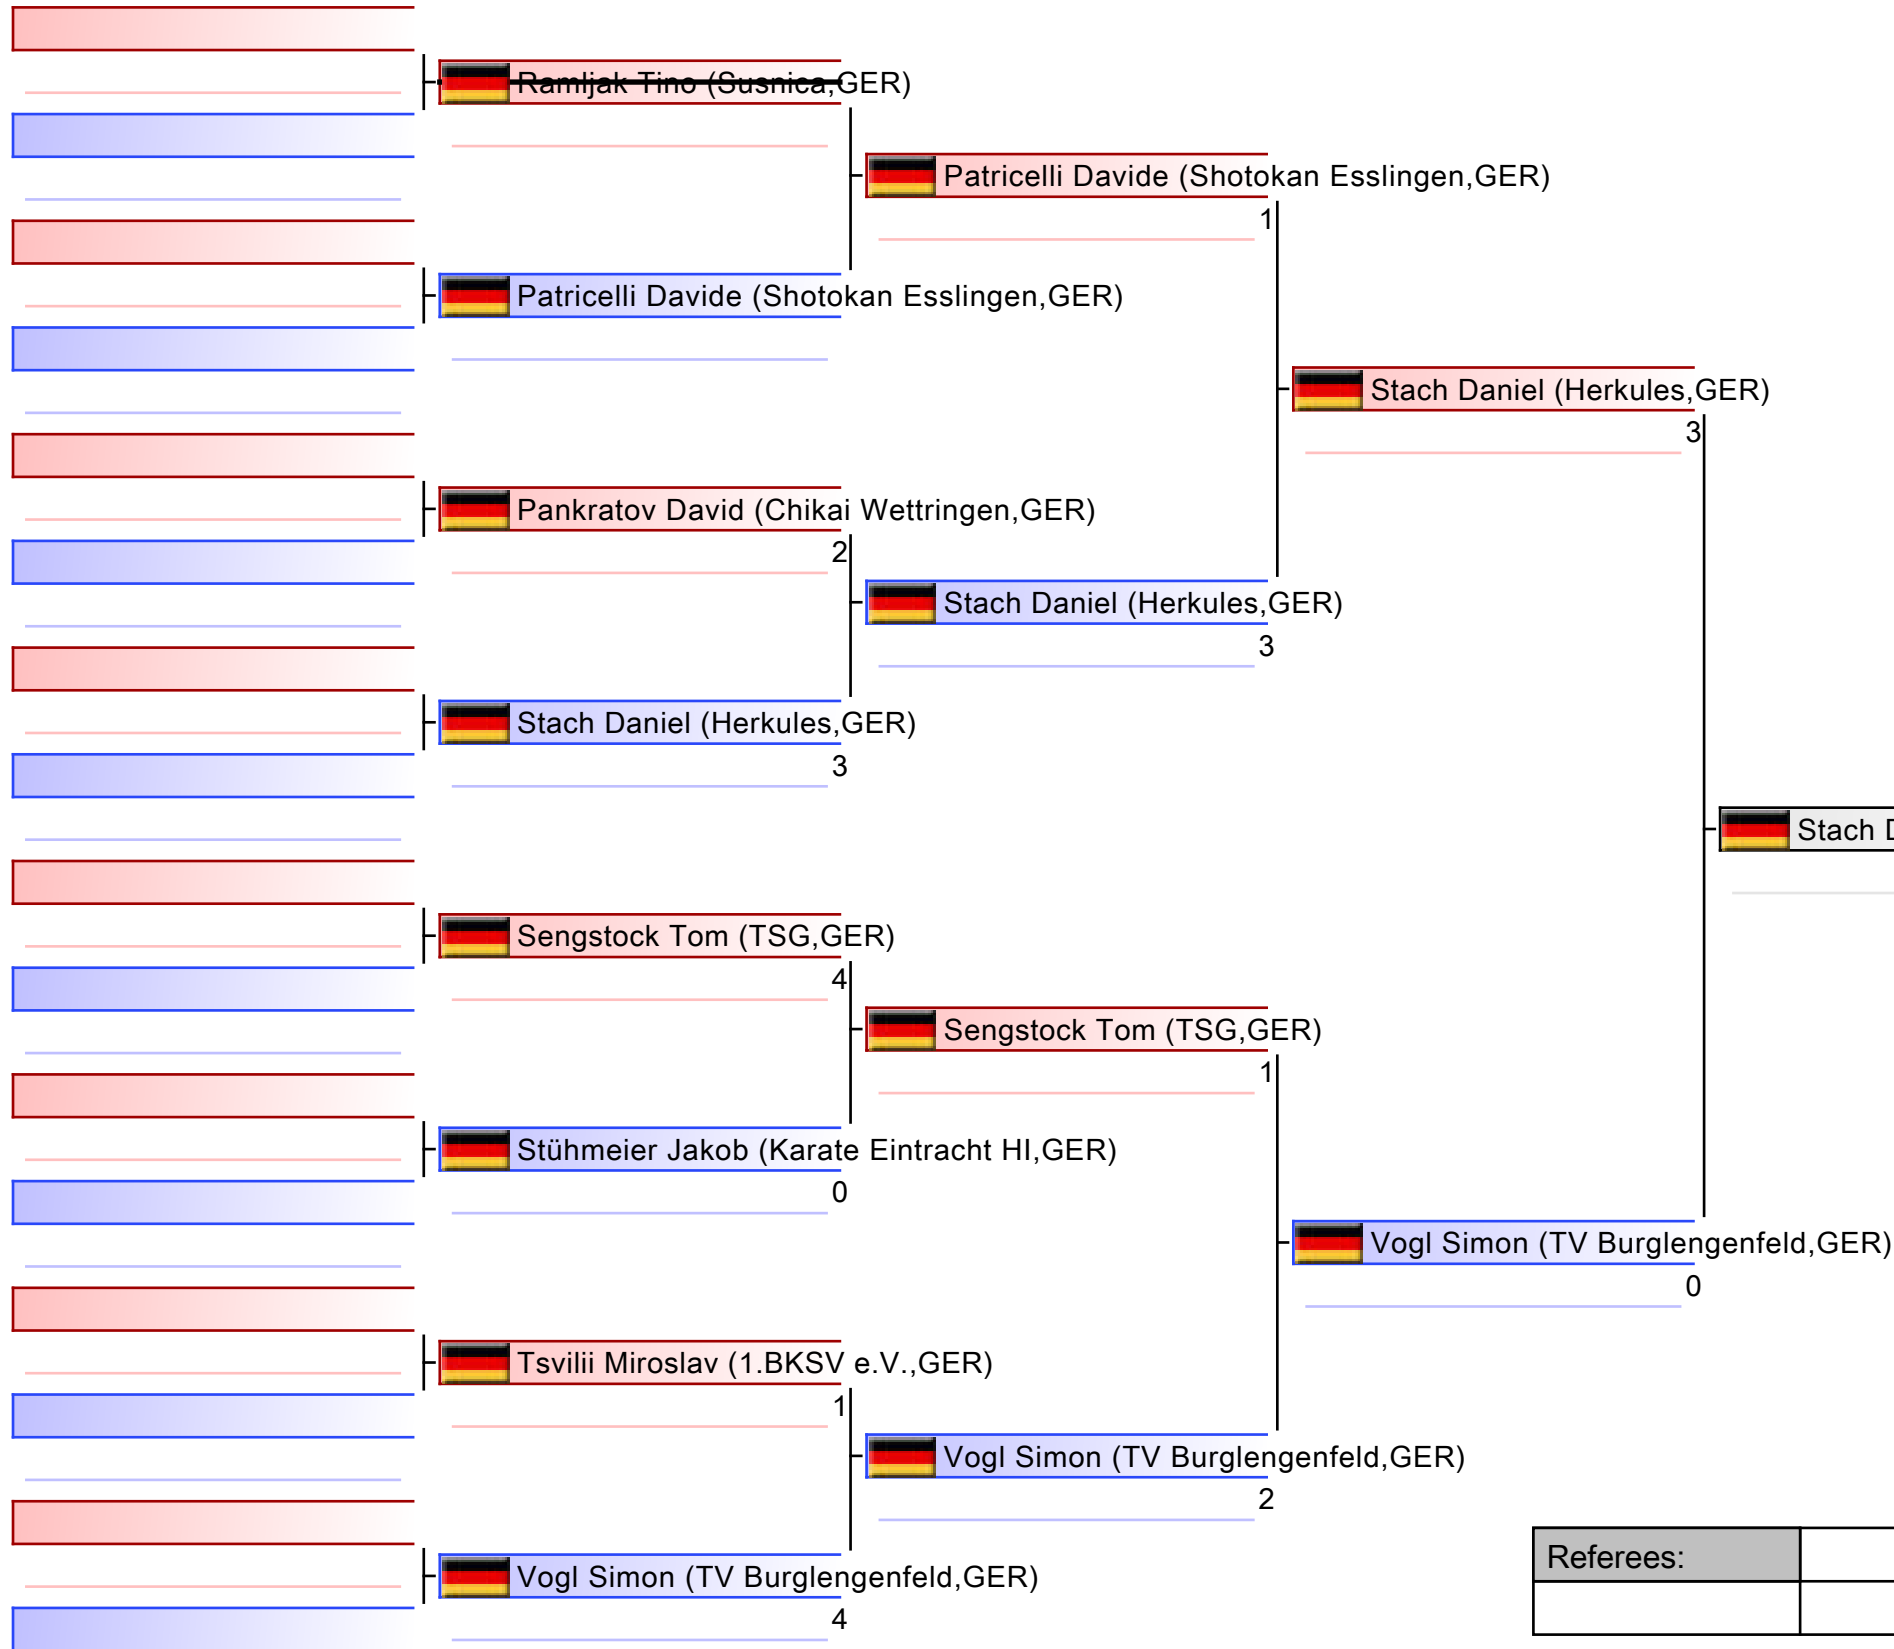 Ramljak Tino (Susnica,GER)
Patricelli Davide (Shotokan Esslingen,GER)
1
Patricelli Davide (Shotokan Esslingen,GER)
Stach Daniel (Herkules,GER)
3
Pankratov David (Chikai Wettringen,GER)
2
Stach Daniel (Herkules,GER)
3
Stach Daniel (Herkules,GER)
3
Stach D
Sengstock Tom (TSG,GER)
4
Sengstock Tom (TSG,GER)
1
Stühmeier Jakob (Karate Eintracht HI,GER)
0
Vogl Simon (TV Burglengenfeld,GER)
0
Tsvilii Miroslav (1.BKSV e.V.,GER)
1
Vogl Simon (TV Burglengenfeld,GER)
2
Vogl Simon (TV Burglengenfeld,GER)
4
Referees: